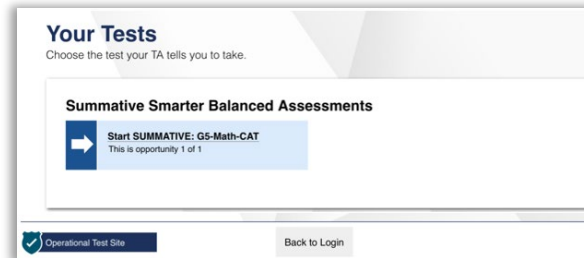 Your Tests
Choose the test your TA tells you to take.
Summative Smarter Balanced Assessments
Start SUMMATIVE: G5-Math-CAT
This is opportunity 1 of 1
Operational Test Site
Back to Login